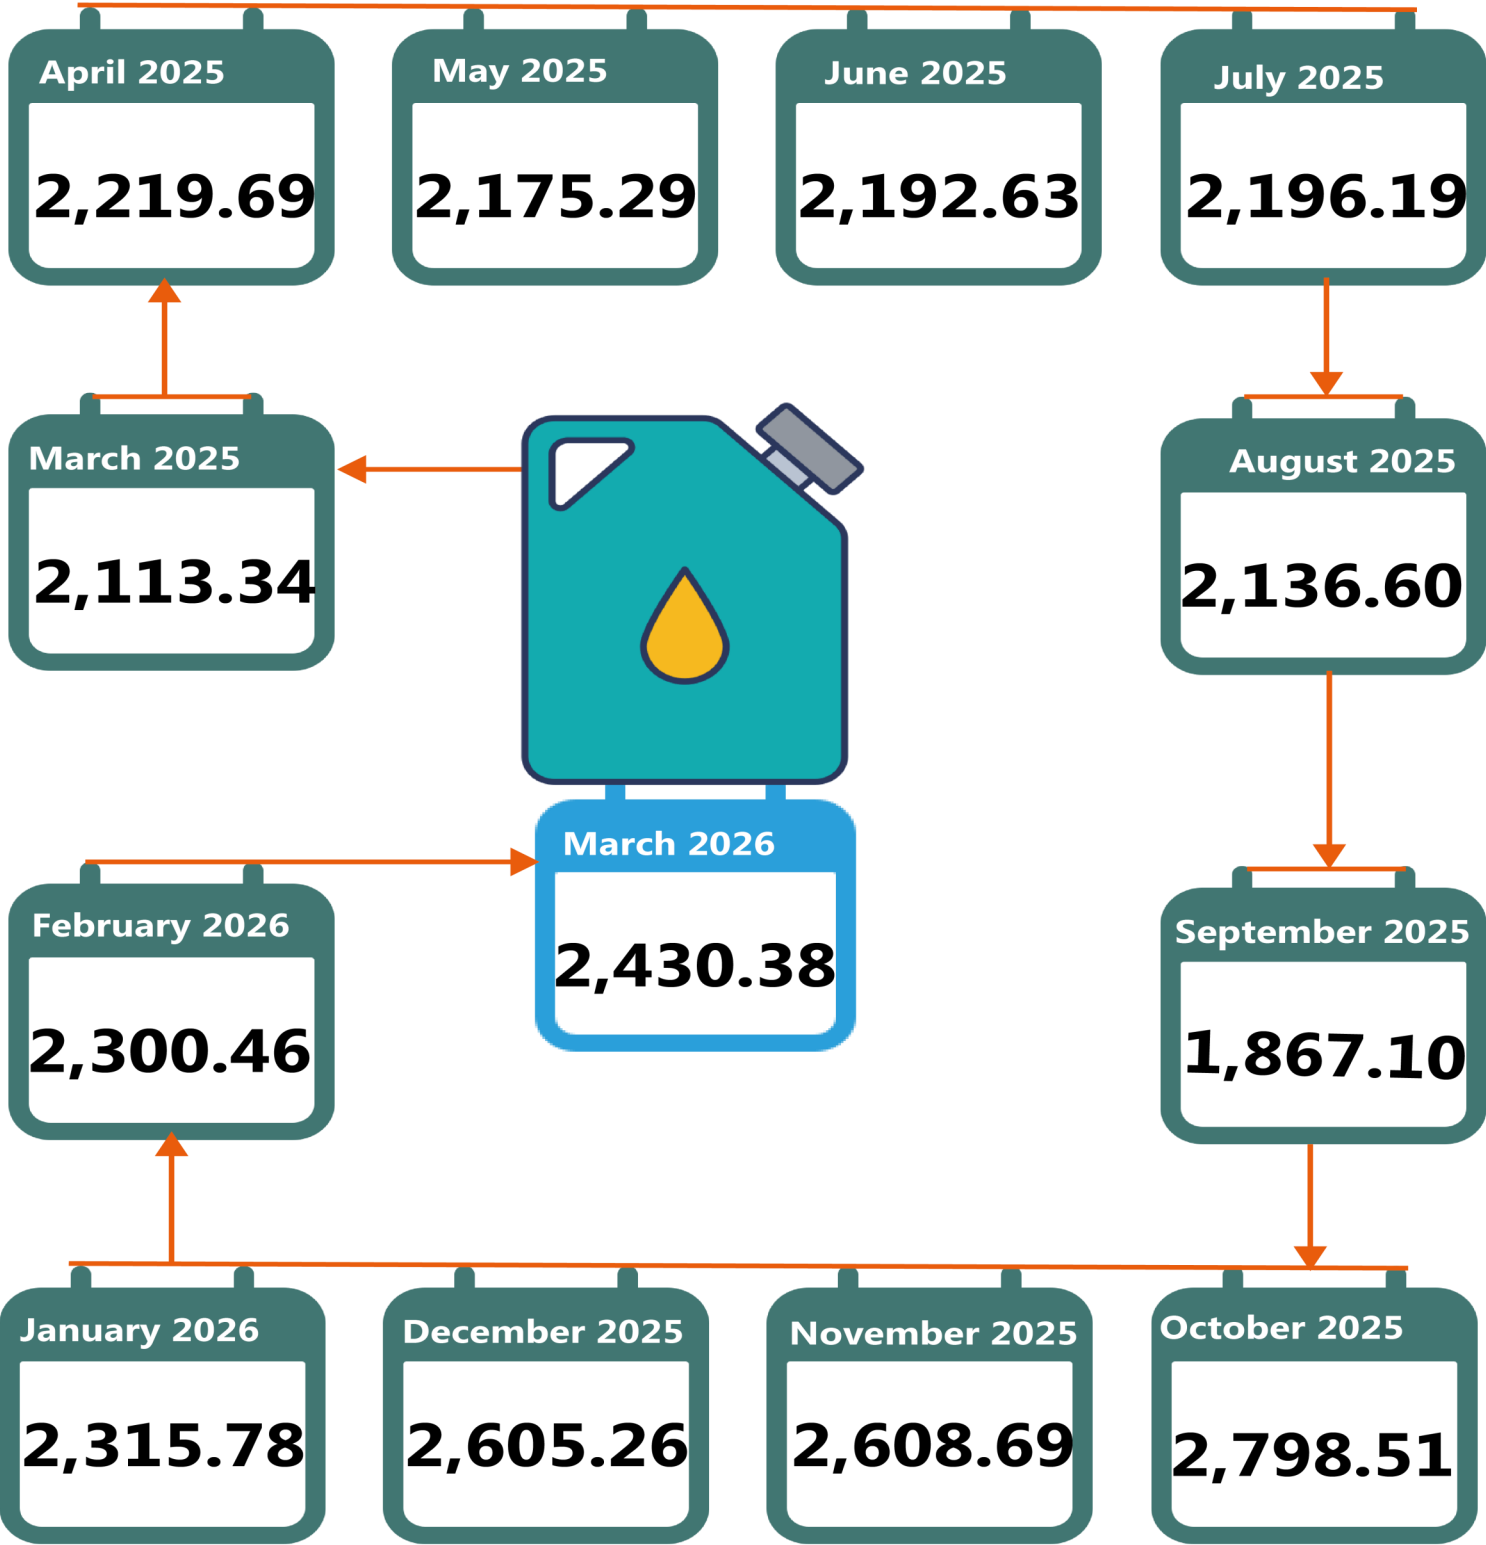 April 2025
2,219.69
May 2025
2,175.29
June 2025
2,192.63
July 2025
2,196.19
March 2025
2,113.34
August 2025
2,136.60
March 2026
2,430.38
February 2026
2,300.46
September 2025
1,867.10
January 2026
2,315.78
December 2025
2,605.26
November 2025
2,608.69
October 2025
2,798.51